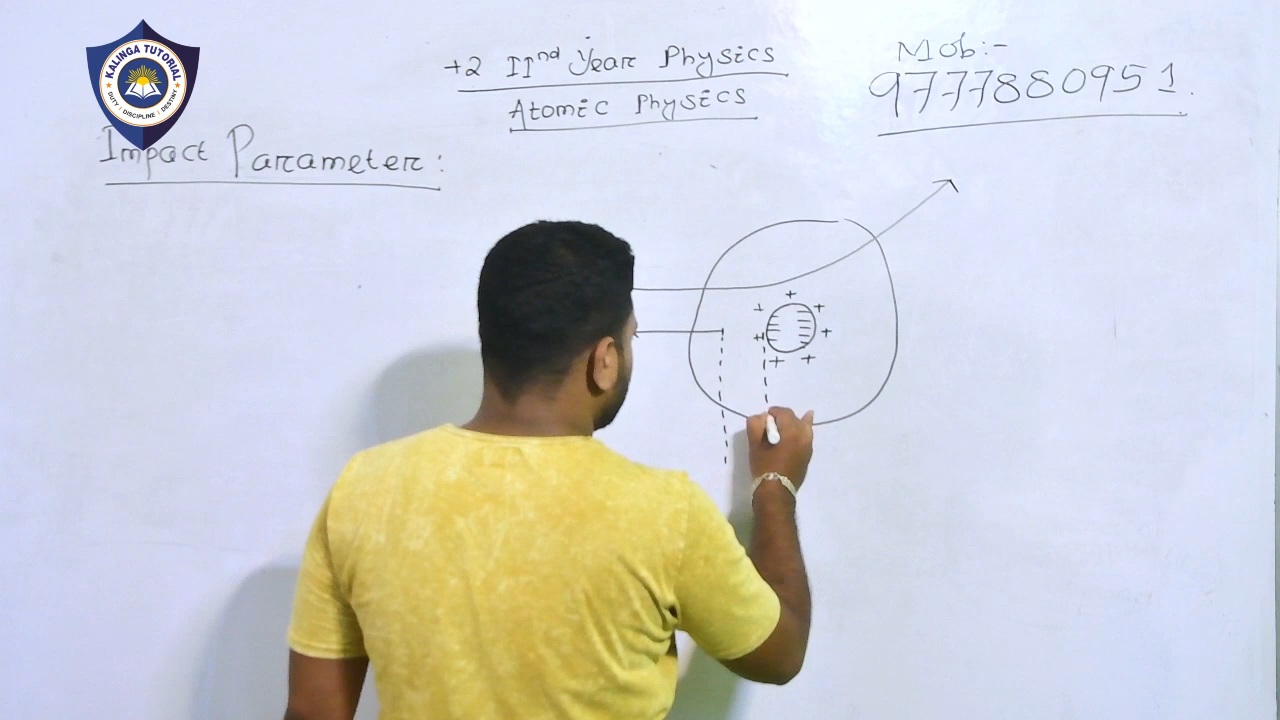 KALINGA TUTORIAL
DUTY | DISCIPLINE | DESTINY
+2 IInd Year Physics
Atomic Physics
Mob:-
9777880951.
Impact Parameter:
+ + + + + + +